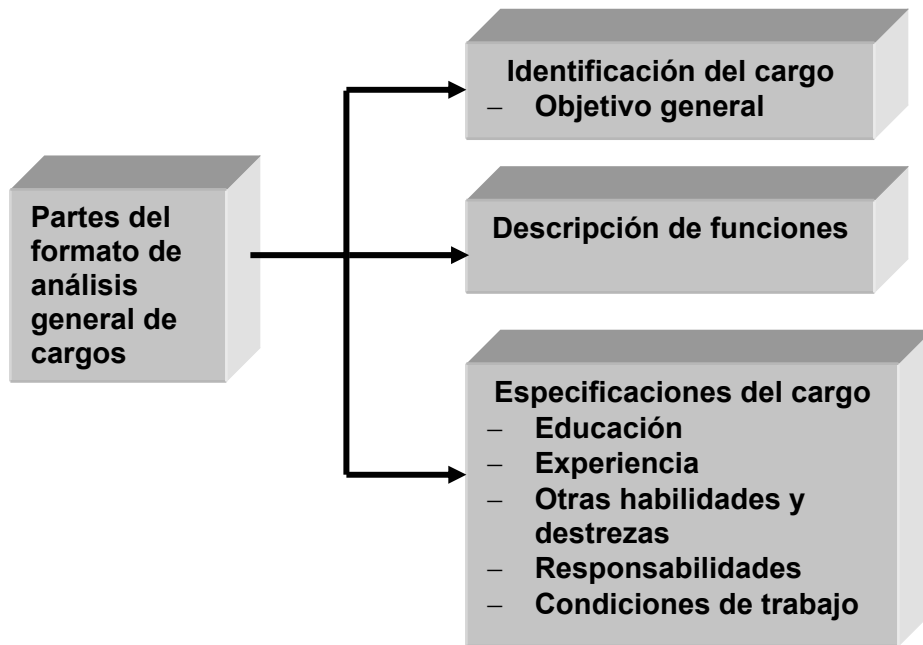 Partes del
formato de
análisis
general de
cargos
Identificación del cargo
– Objetivo general
Descripción de funciones
Especificaciones del cargo
– Educación
– Experiencia
– Otras habilidades y
destrezas
– Responsabilidades
– Condiciones de trabajo